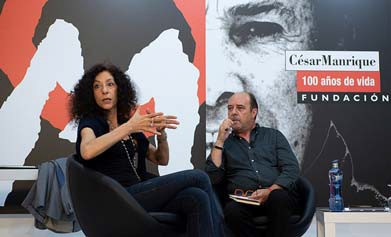 CésarManrique
100 años de vida
FUNDACIÓN